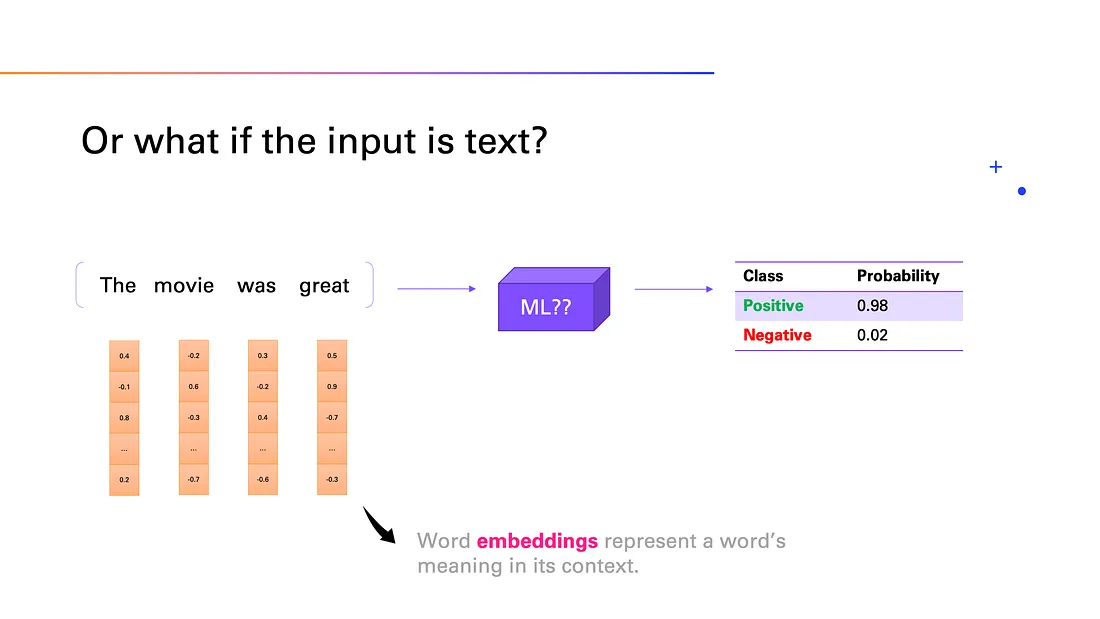 Or what if the input is text?
The movie was great
ML??
Class Probability
Positive 0.98
Negative 0.02
0.4 -0.2 0.3 0.5
-0.1 0.6 -0.2 0.9
0.8 -0.3 0.4 -0.7
... ... ... ...
0.2 -0.7 -0.6 -0.3
Word embeddings represent a word's
meaning in its context.